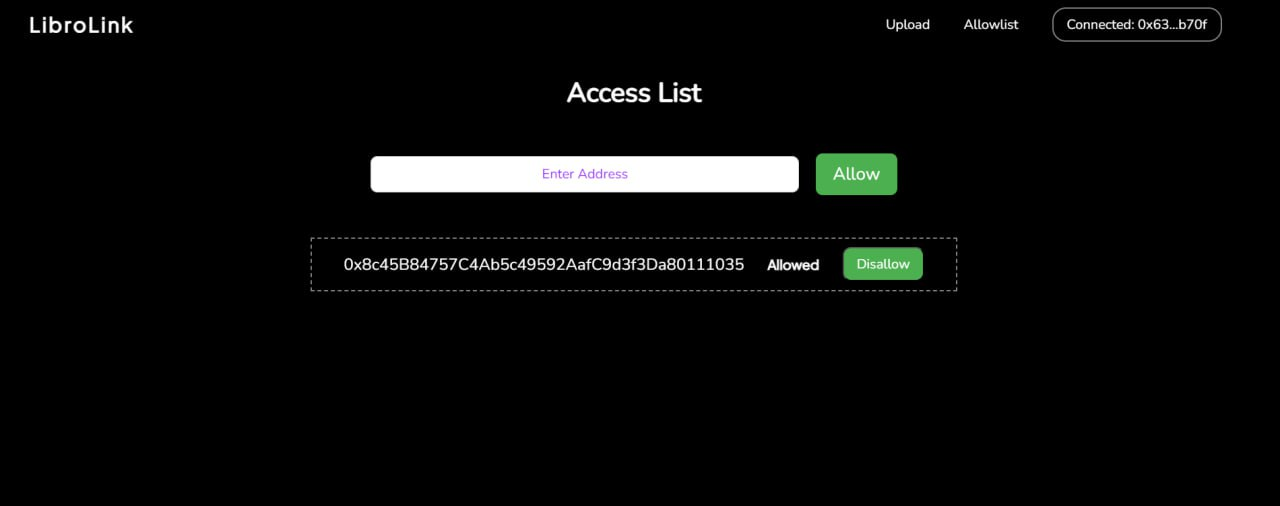 LibroLink Upload Allowlist Connected: 0x63...b70f
Access List
Enter Address Allow
0x8c45B84757C4Ab5c49592AafC9d3f3Da80111035 Allowed Disallow